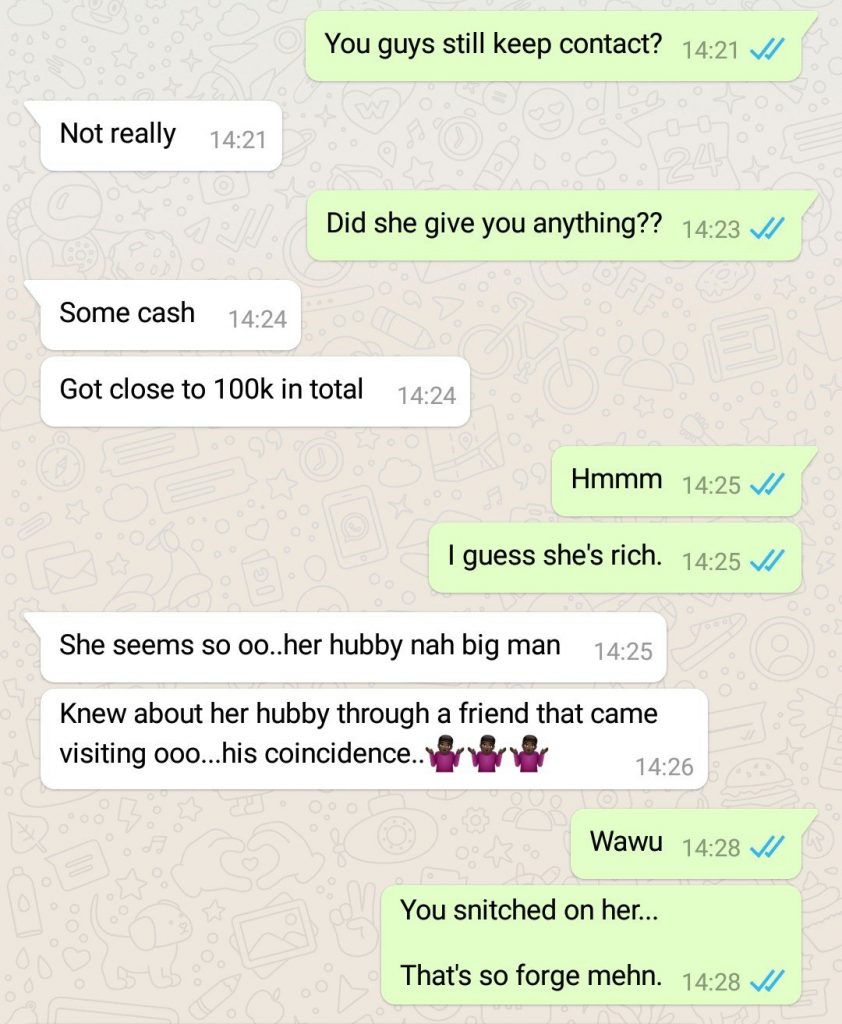 You guys still keep contact? 14:21
Not really 14:21
Did she give you anything?? 14:23
Some cash 14:24
Got close to 100k in total 14:24
Hmmm 14:25
I guess she's rich. 14:25
She seems so oo..her hubby nah big man 14:25
Knew about her hubby through a friend that came
visiting ooo...his coincidence..🤷🏿‍♂️🤷🏿‍♂️🤷🏿‍♂️ 14:26
Wawu 14:28
You snitched on her...
That's so forge mehn. 14:28